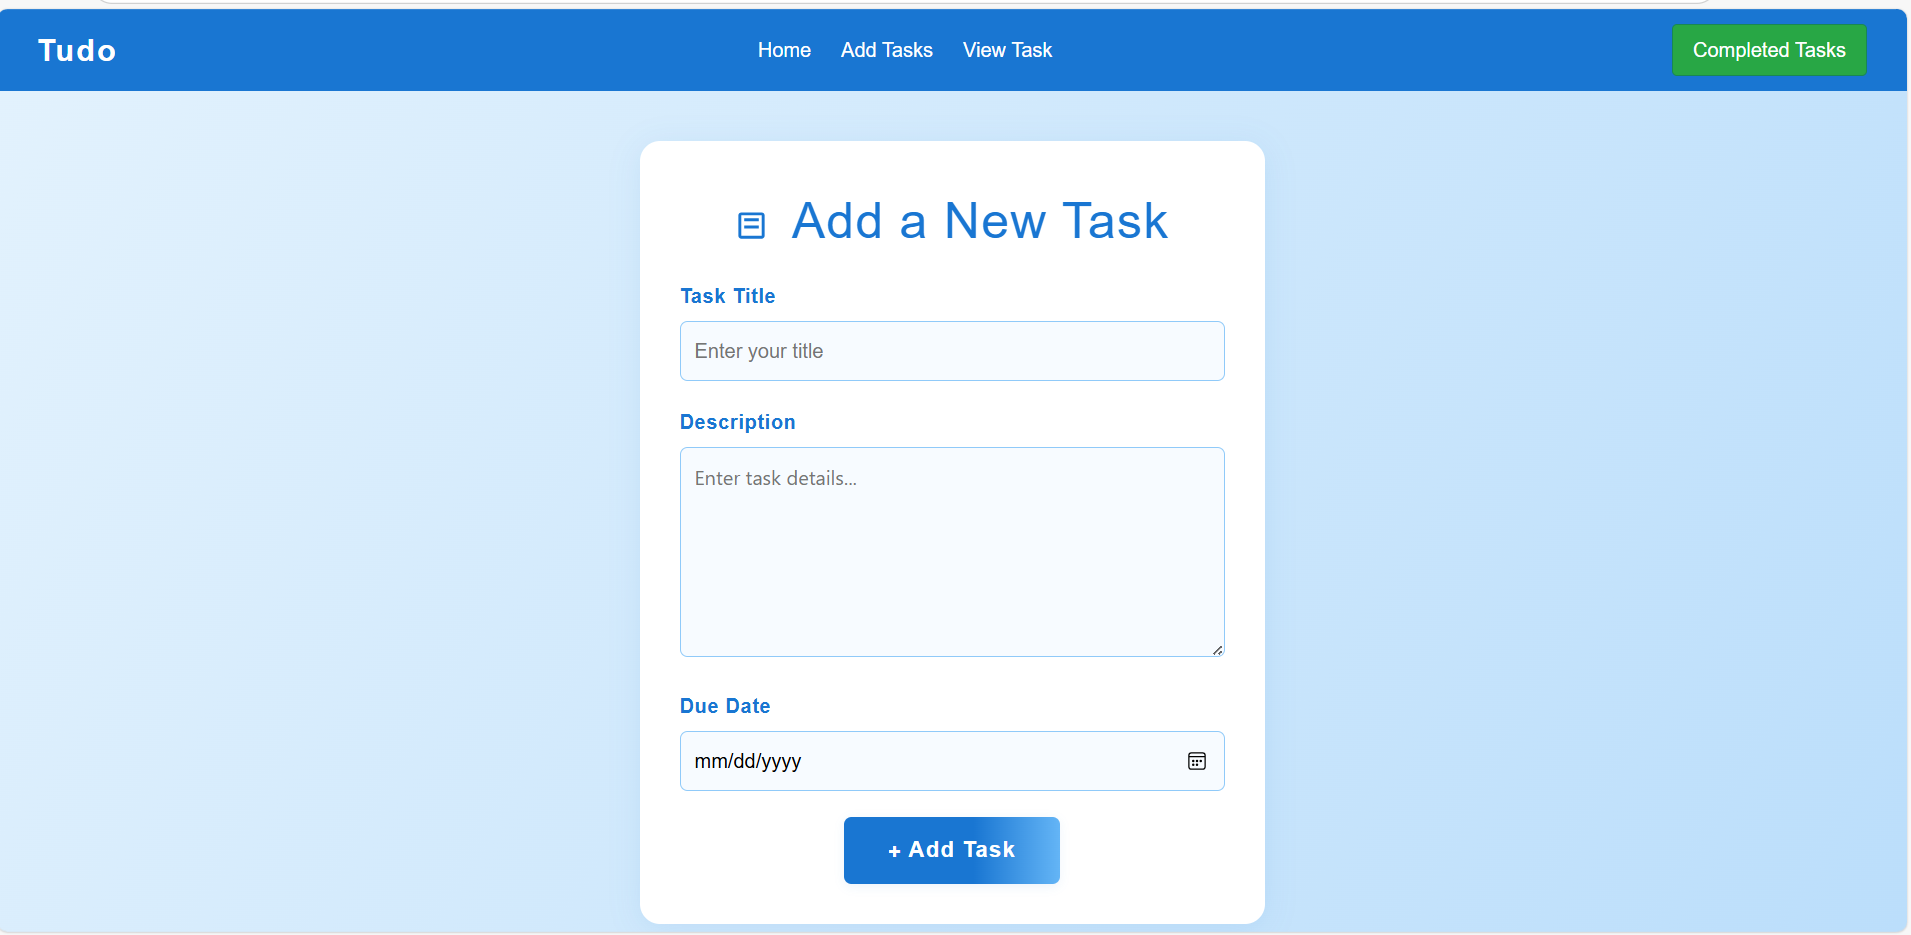 Tudo
Home Add Tasks View Task
Completed Tasks
Add a New Task
Task Title
Enter your title
Description
Enter task details...
Due Date
mm/dd/yyyy
+ Add Task